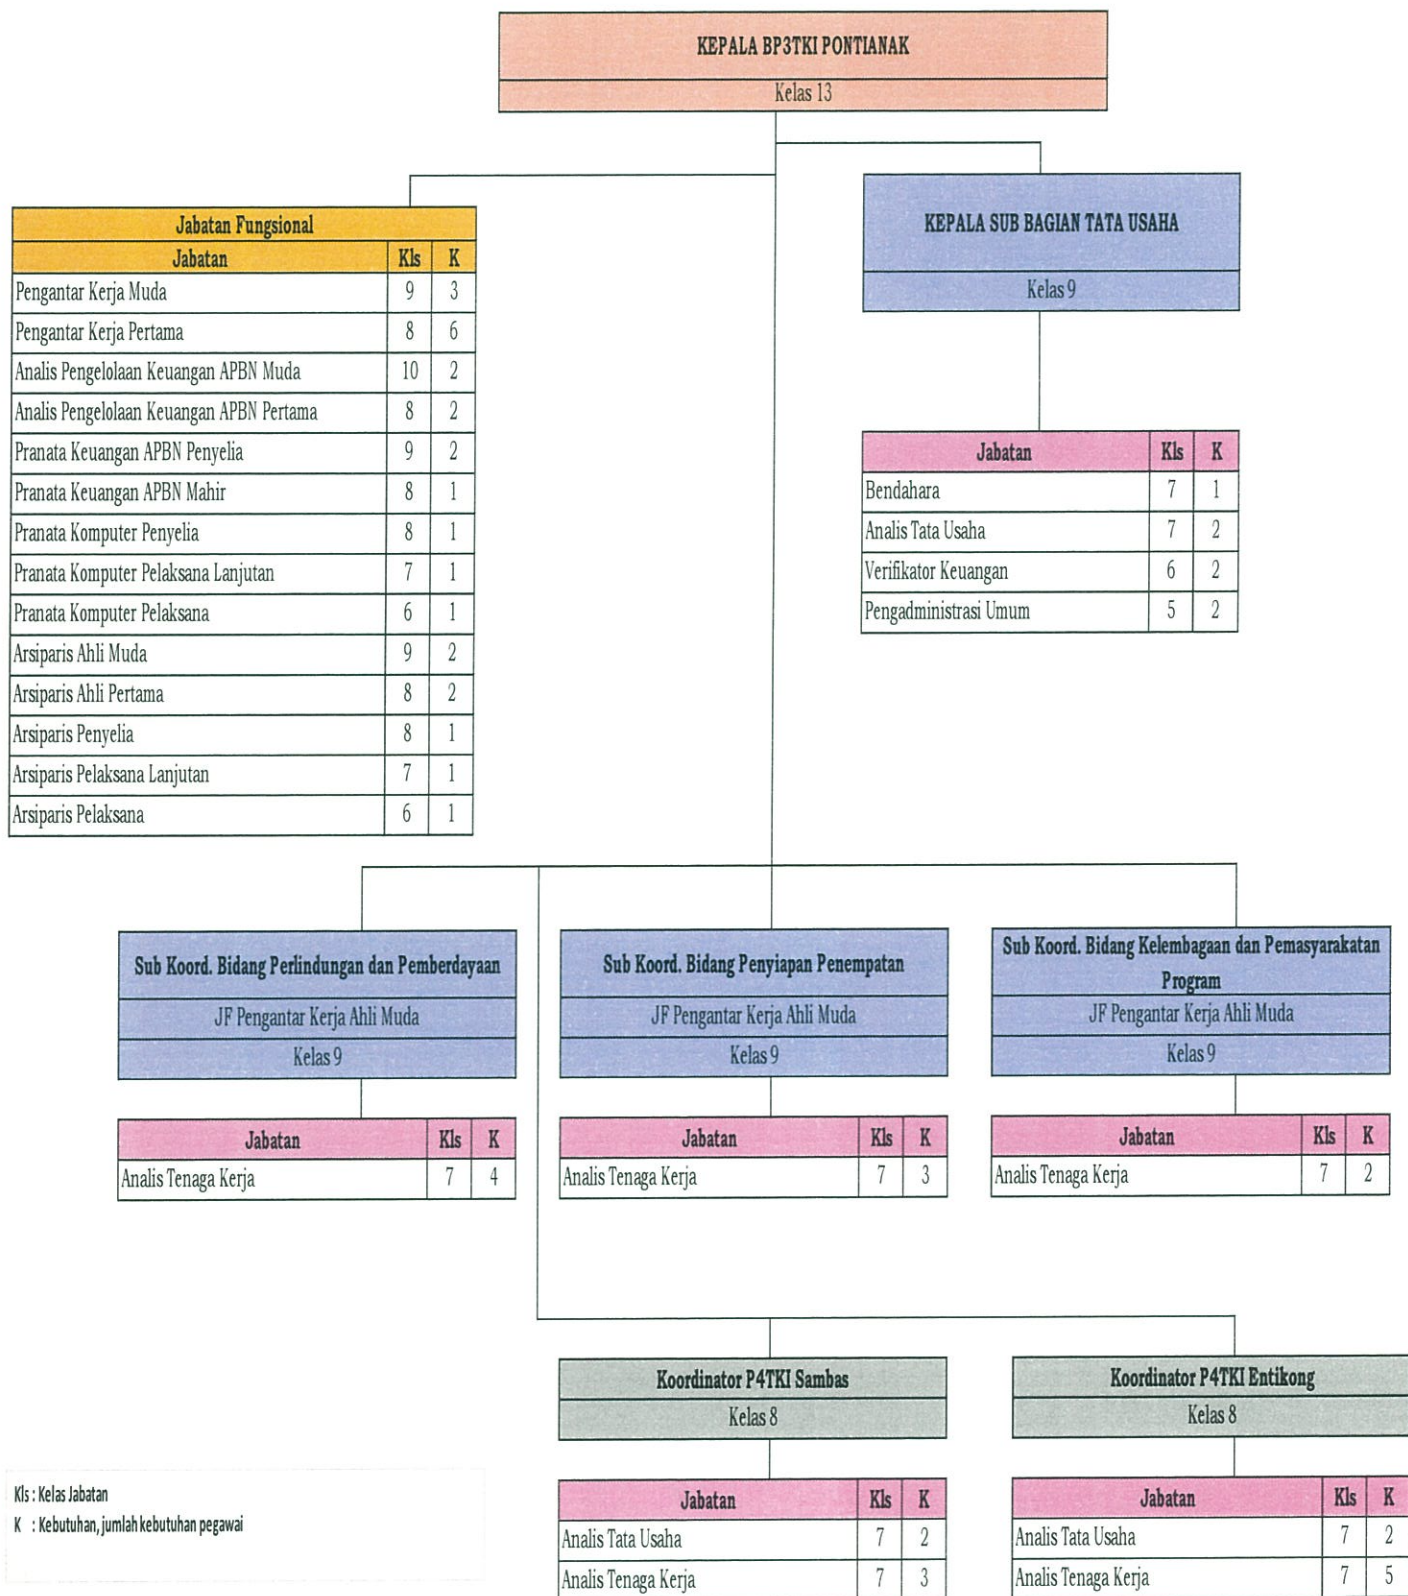 KEPALA BP3TKI PONTIANAK
Kelas 13
KEPALA SUB BAGIAN TATA USAHA
Kelas 9
Jabatan Fungsional
Jabatan Kls K
Pengantar Kerja Muda 9 3
Pengantar Kerja Pertama 8 6
Analis Pengelolaan Keuangan APBN Muda 10 2
Analis Pengelolaan Keuangan APBN Pertama 8 2
Pranata Keuangan APBN Penyelia 9 2
Pranata Keuangan APBN Mahir 8 1
Pranata Komputer Penyelia 8 1
Pranata Komputer Pelaksana Lanjutan 7 1
Pranata Komputer Pelaksana 6 1
Arsiparis Ahli Muda 9 2
Arsiparis Ahli Pertama 8 2
Arsiparis Penyelia 8 1
Arsiparis Pelaksana Lanjutan 7 1
Arsiparis Pelaksana 6 1
Jabatan Kls K
Bendahara 7 1
Analis Tata Usaha 7 2
Verifikator Keuangan 6 2
Pengadministrasi Umum 5 2
Sub Koord. Bidang Perlindungan dan Pemberdayaan
JF Pengantar Kerja Ahli Muda
Kelas 9
Jabatan Kls K
Analis Tenaga Kerja 7 4
Sub Koord. Bidang Penyiapan Penempatan
JF Pengantar Kerja Ahli Muda
Kelas 9
Jabatan Kls K
Analis Tenaga Kerja 7 3
Sub Koord. Bidang Kelembagaan dan Pemasyarakatan
Program
JF Pengantar Kerja Ahli Muda
Kelas 9
Jabatan Kls K
Analis Tenaga Kerja 7 2
Koordinator P4TKI Sambas
Kelas 8
Jabatan Kls K
Analis Tata Usaha 7 2
Analis Tenaga Kerja 7 3
Koordinator P4TKI Entikong
Kelas 8
Jabatan Kls K
Analis Tata Usaha 7 2
Analis Tenaga Kerja 7 5
Kls : Kelas Jabatan
K : Kebutuhan, jumlah kebutuhan pegawai